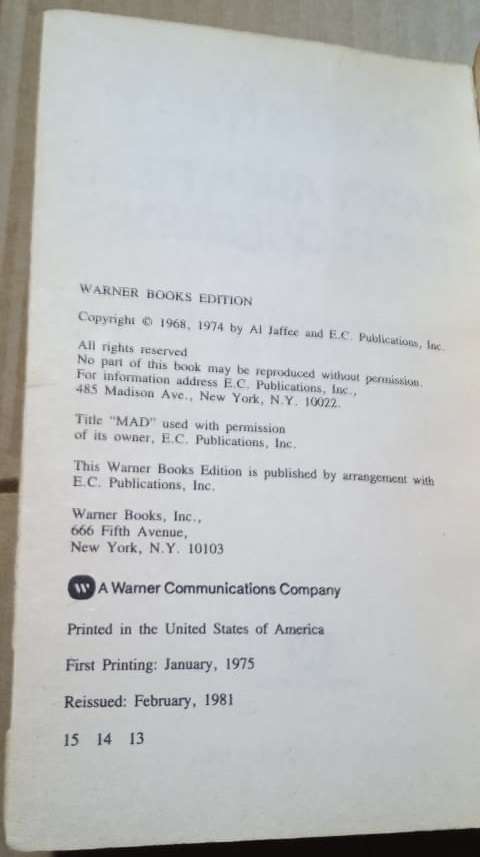 WARNER BOOKS EDITION
Copyright © 1968, 1974 by Al Jaffee and E.C. Publications, Inc.
All rights reserved
No part of this book may be reproduced without permission.
For information address E.C. Publications, Inc.,
485 Madison Ave., New York, N.Y. 10022.
Title "MAD" used with permission
of its owner, E.C. Publications, Inc.
This Warner Books Edition is published by arrangement with
E.C. Publications, Inc.
Warner Books, Inc.,
666 Fifth Avenue,
New York, N.Y. 10103
W A Warner Communications Company
Printed in the United States of America
First Printing: January, 1975
Reissued: February, 1981
15 14 13